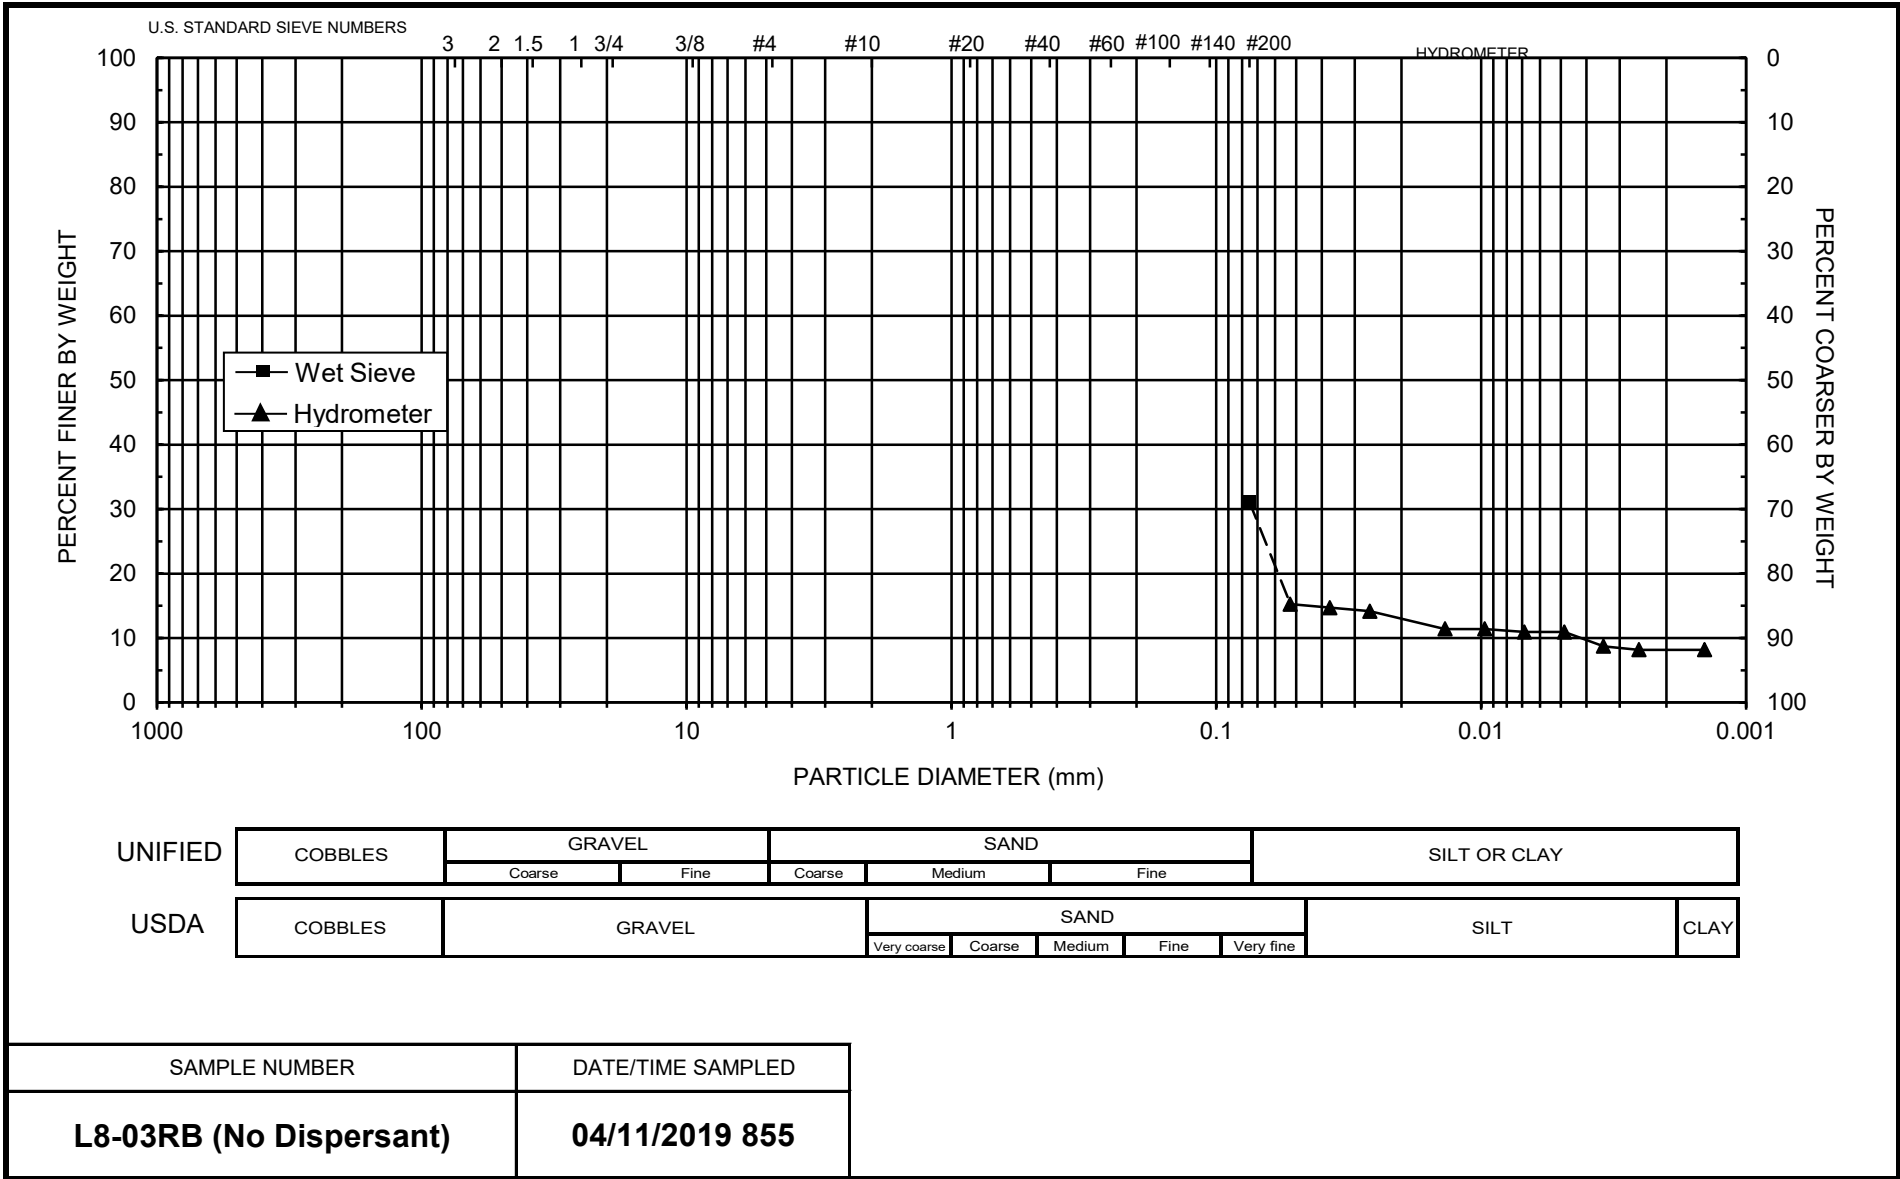 U.S. STANDARD SIEVE NUMBERS
3 2 1.5 1 3/4 3/8 #4 #10 #20 #40 #60 #100 #140 #200
HYDROMETER
100 0
90 10
80 20
70 30
60 40
50 50
40 60
30 70
20 80
10 90
0 100
PERCENT FINER BY WEIGHT
PERCENT COARSER BY WEIGHT
Wet Sieve
Hydrometer
1000 100 10 1 0.1 0.01 0.001
PARTICLE DIAMETER (mm)
UNIFIED
COBBLES GRAVEL SAND SILT OR CLAY
Coarse Fine Coarse Medium Fine
USDA
COBBLES GRAVEL SAND SILT CLAY
Very coarse Coarse Medium Fine Very fine
SAMPLE NUMBER DATE/TIME SAMPLED
L8-03RB (No Dispersant) 04/11/2019 855